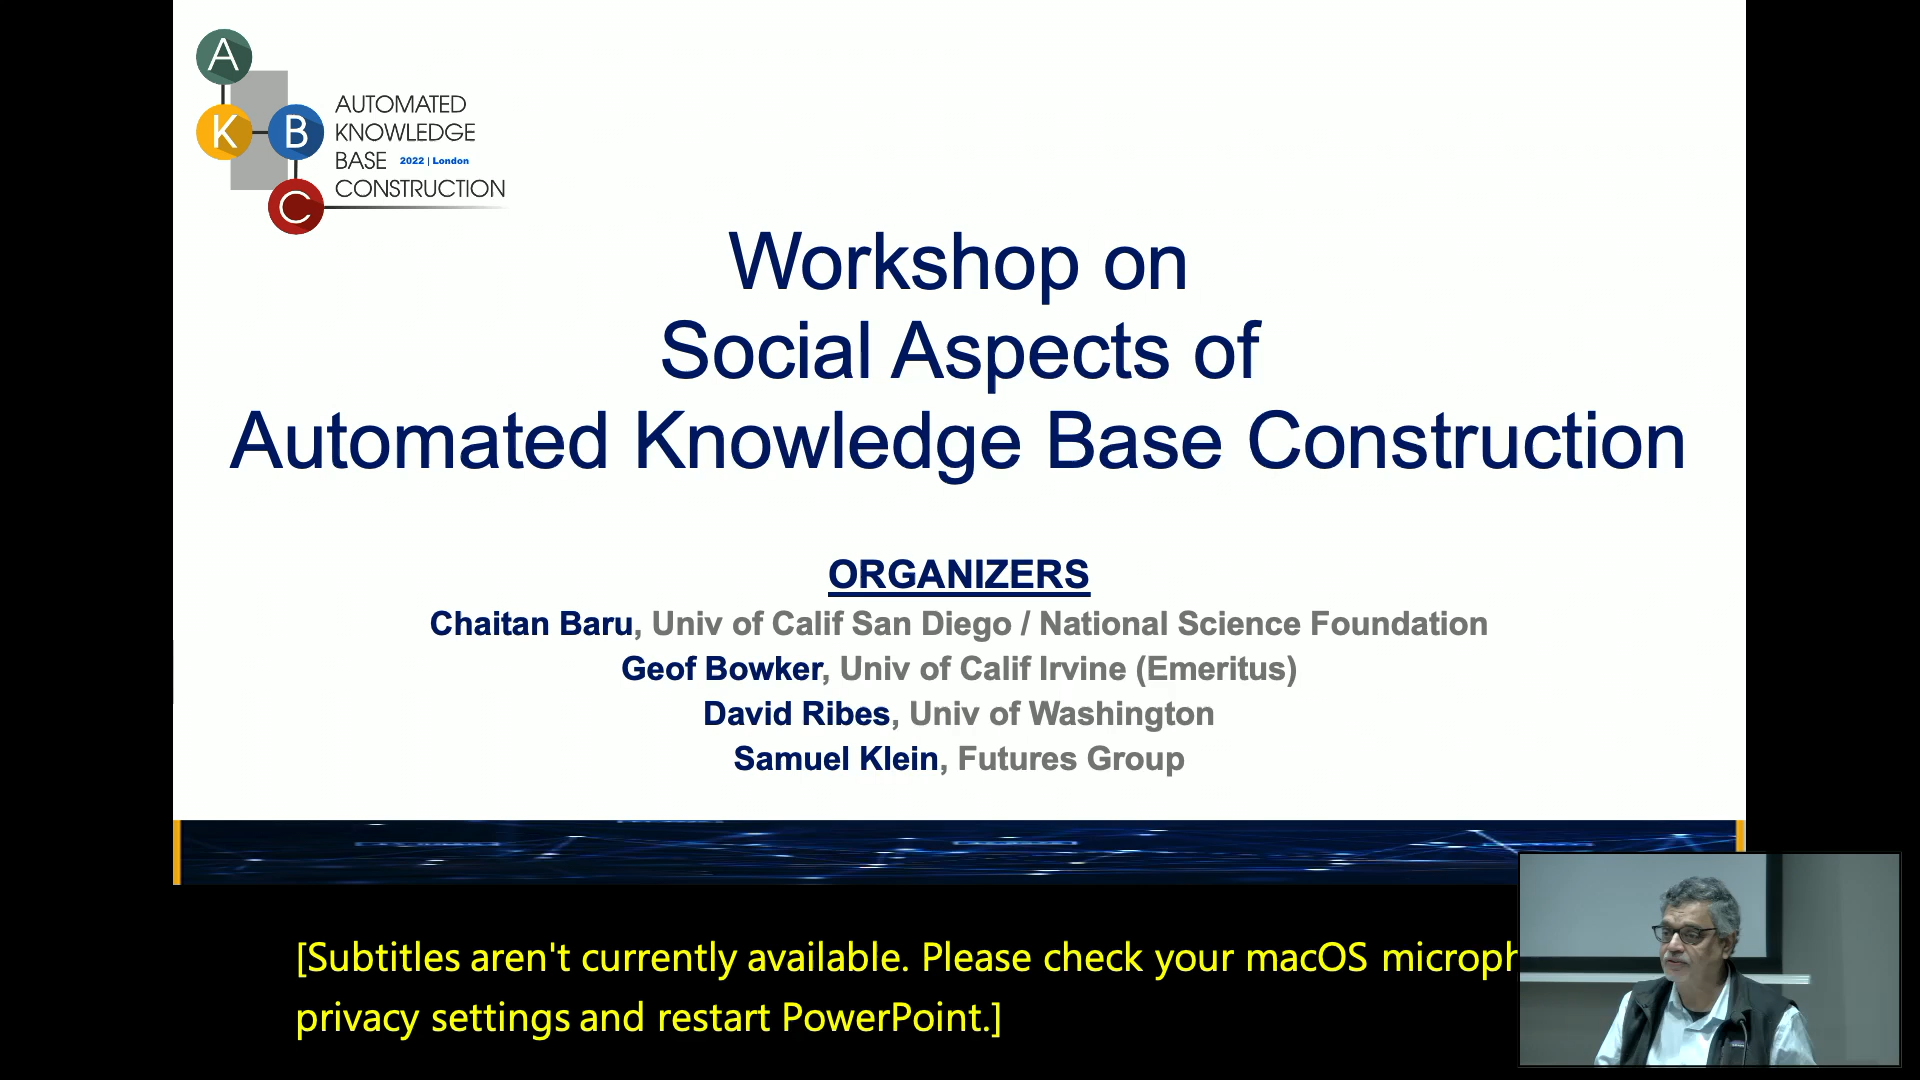 A
K
B
C
AUTOMATED
KNOWLEDGE
BASE 2022 | London
CONSTRUCTION
Workshop on
Social Aspects of
Automated Knowledge Base Construction
ORGANIZERS
Chaitan Baru, Univ of Calif San Diego / National Science Foundation
Geof Bowker, Univ of Calif Irvine (Emeritus)
David Ribes, Univ of Washington
Samuel Klein, Futures Group
[Subtitles aren't currently available. Please check your macOS microph
privacy settings and restart PowerPoint.]